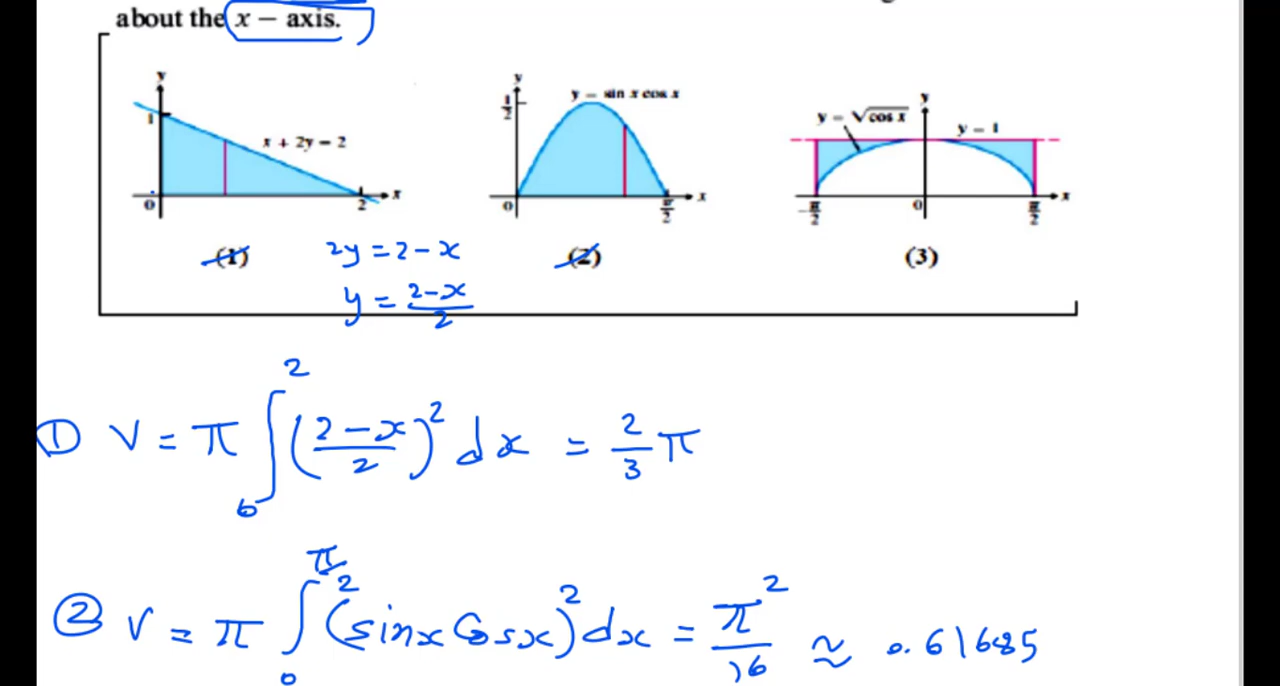 about the x – axis.
y
1
x + 2y = 2
0
2
x
y
1/2
y = sin x cos x
0
π/2
x
y
y = √cos x
y = 1
-π/2
0
π/2
x
(1)
(2)
(3)
2y = 2 - x
y = (2-x)/2
① V = π ∫₀² ((2-x)/2)² dx = 2/3 π
② V = π ∫₀^(π/2) (sinx Cosx)² dx = π²/16 ≈ 0.61685